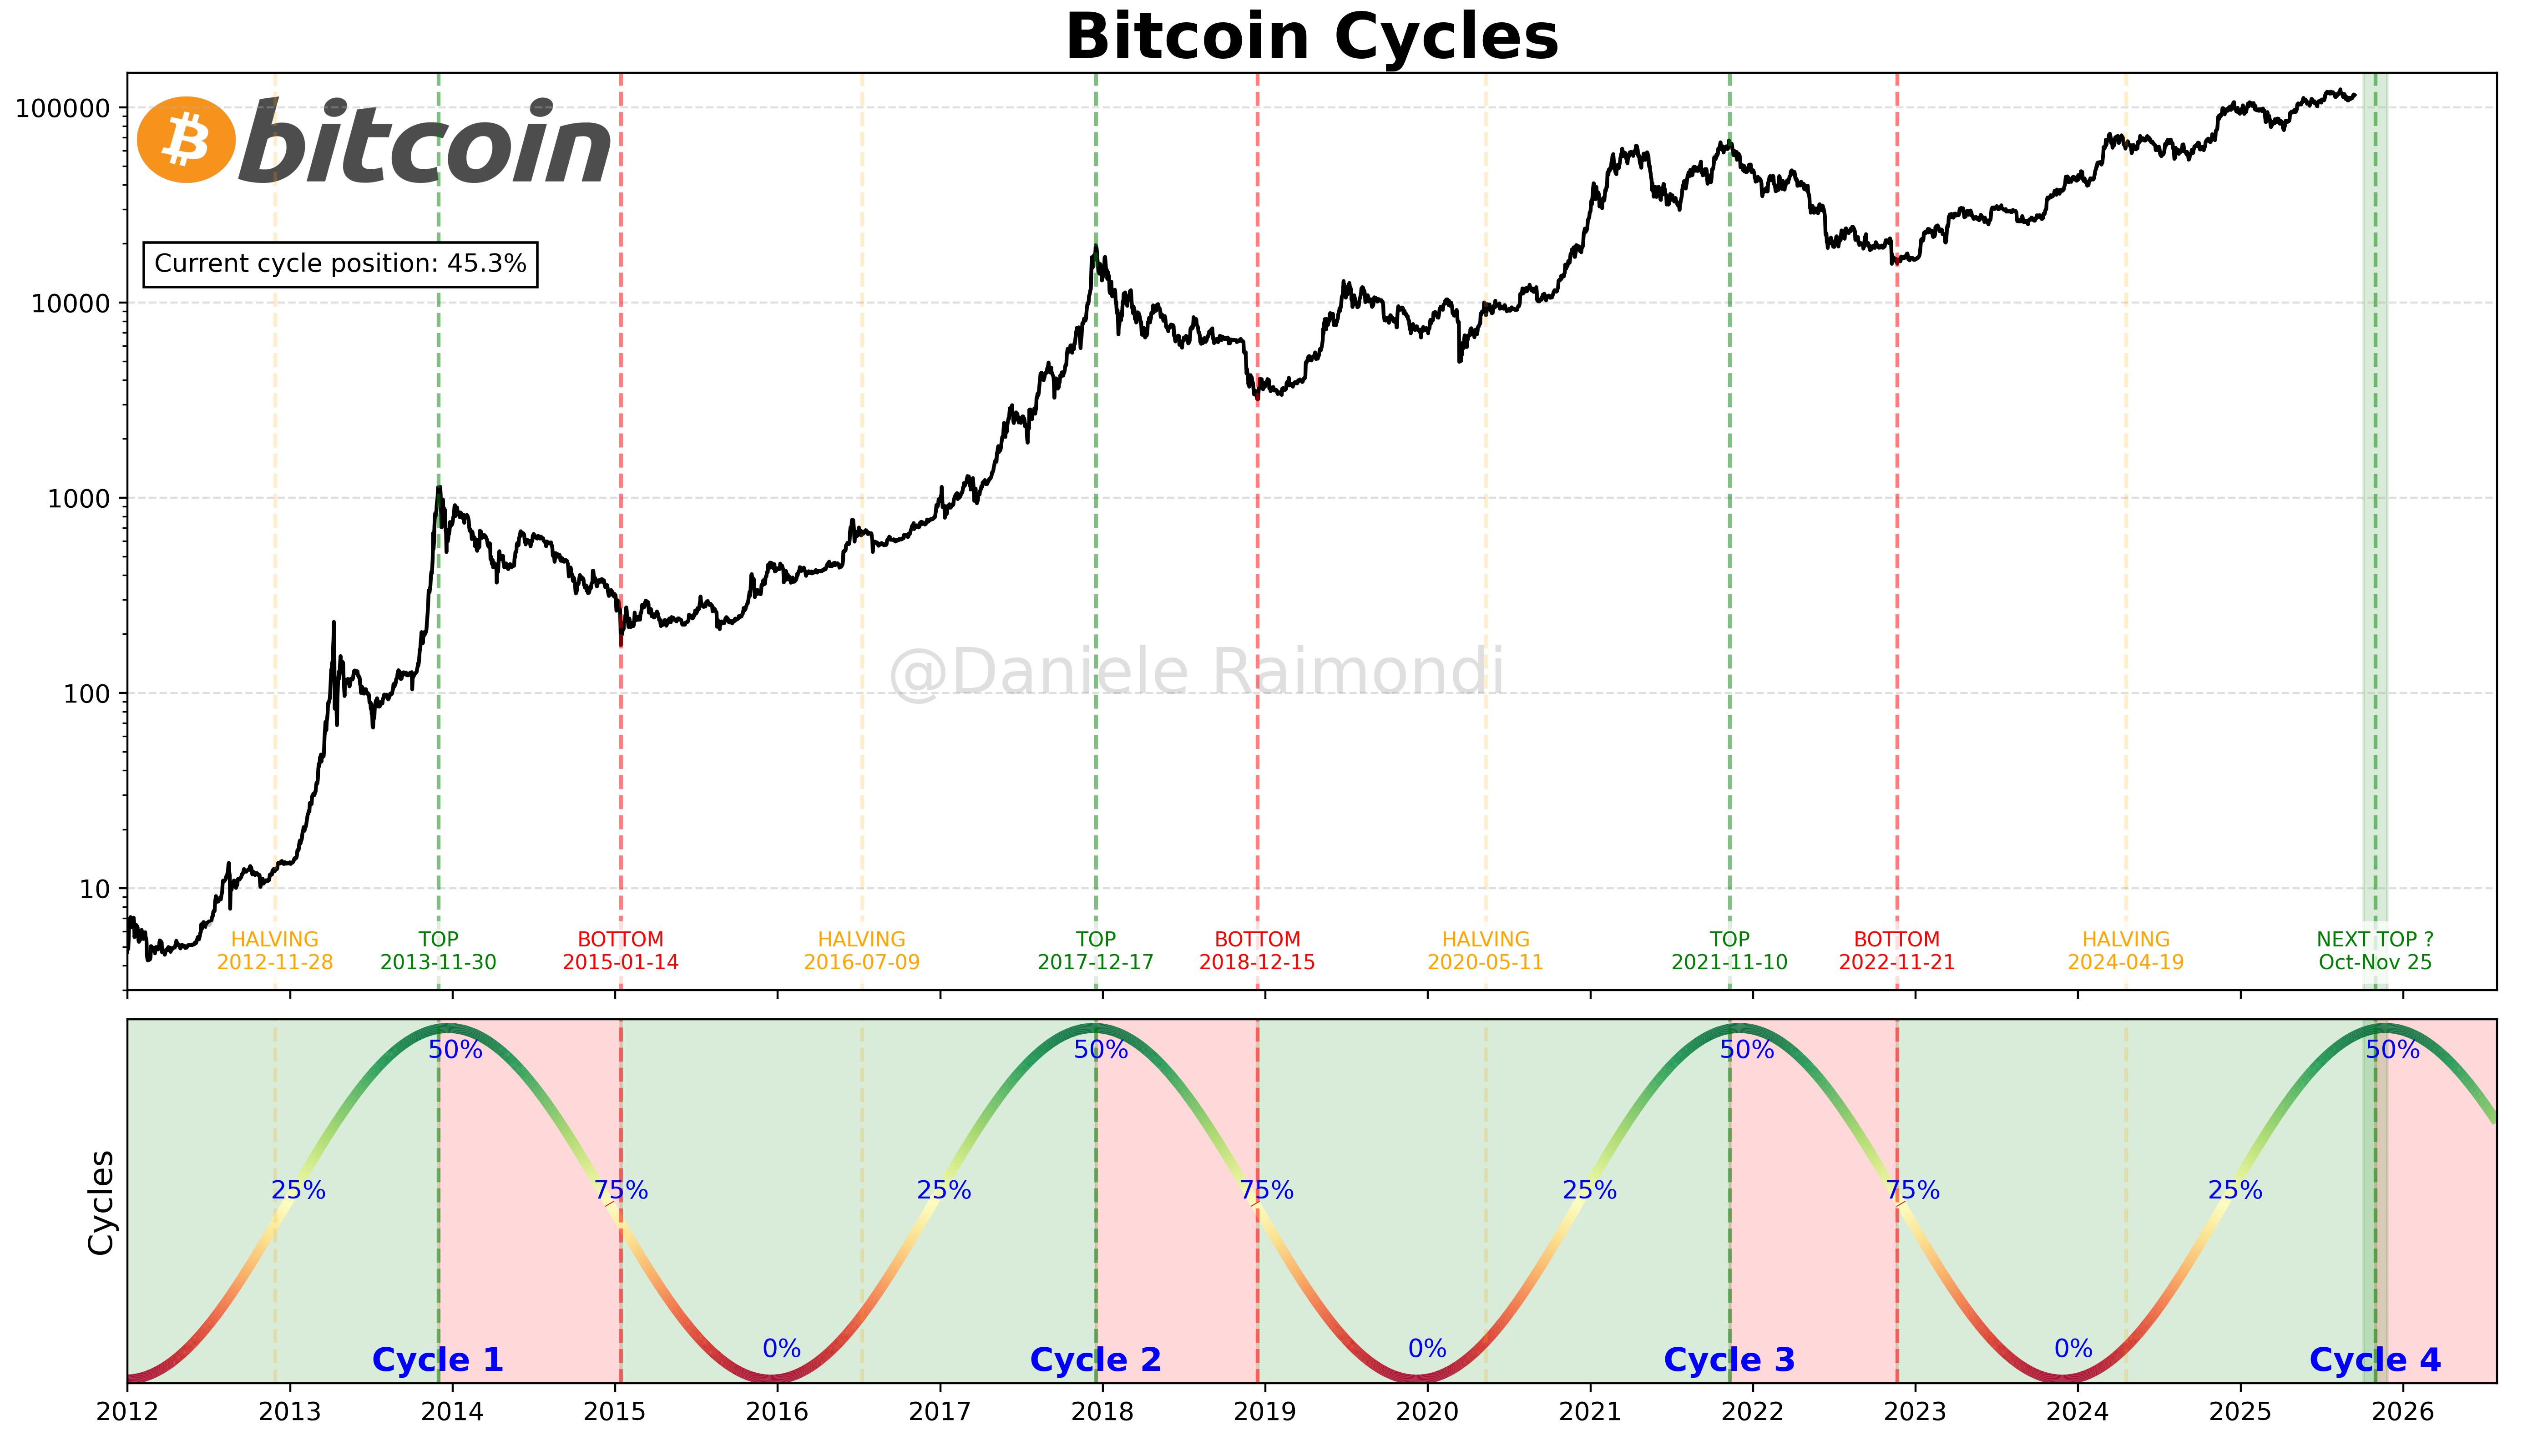 Bitcoin Cycles
100000
10000
1000
100
10
bitcoin
Current cycle position: 45.3%
@Daniele Raimondi
HALVING
2012-11-28
TOP
2013-11-30
BOTTOM
2015-01-14
HALVING
2016-07-09
TOP
2017-12-17
BOTTOM
2018-12-15
HALVING
2020-05-11
TOP
2021-11-10
BOTTOM
2022-11-21
HALVING
2024-04-19
NEXT TOP ?
Oct-Nov 25
Cycles
50%
50%
50%
50%
25%
75%
25%
75%
25%
75%
25%
0%
0%
0%
Cycle 1
Cycle 2
Cycle 3
Cycle 4
2012
2013
2014
2015
2016
2017
2018
2019
2020
2021
2022
2023
2024
2025
2026